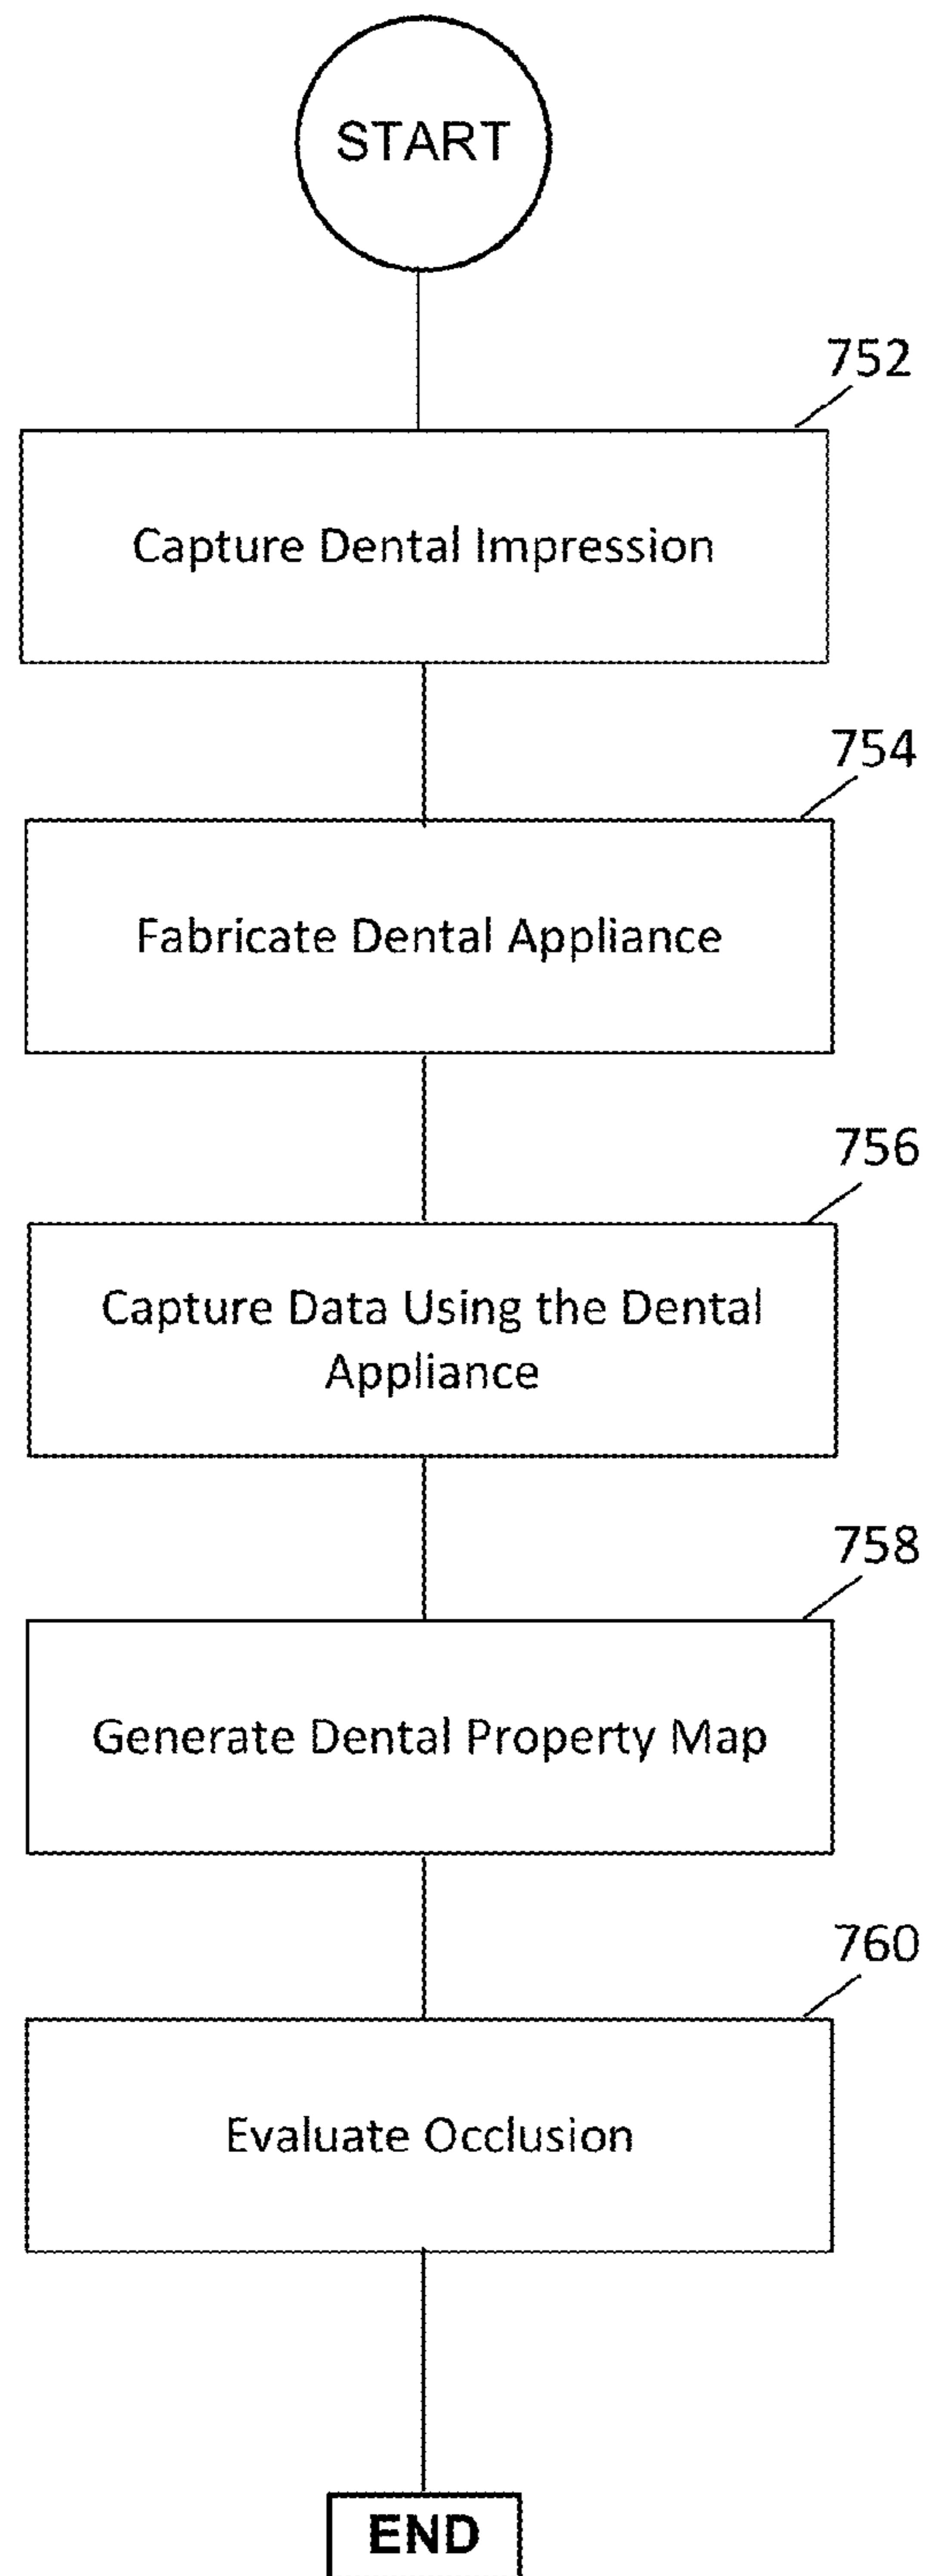 START
752
Capture Dental Impression
754
Fabricate Dental Appliance
756
Capture Data Using the Dental
Appliance
758
Generate Dental Property Map
760
Evaluate Occlusion
END